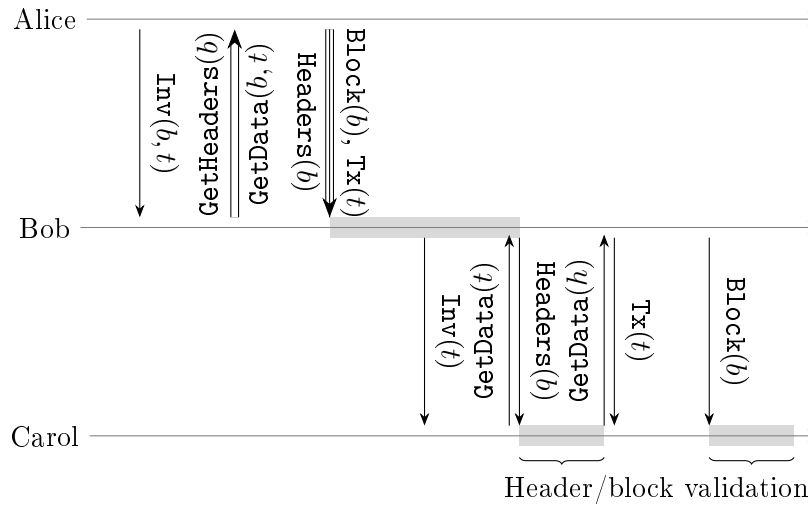 Alice
Inv(b, t)
GetHeaders(b)
GetData(b, t)
Headers(b)
Block(b), Tx(t)
Bob
Inv(t)
GetData(t)
Headers(b)
GetData(b)
Tx(t)
Block(b)
Carol
Header/block validation